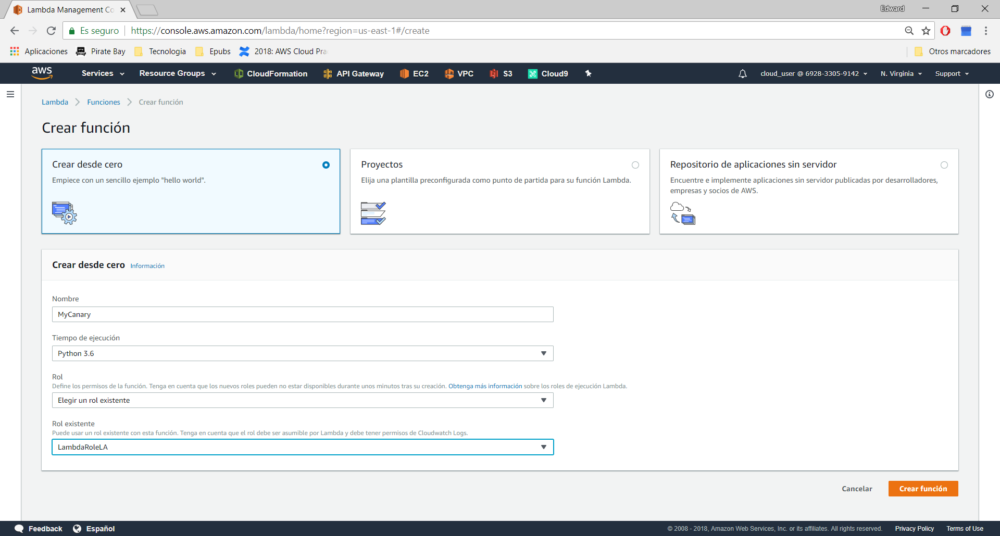 Lambda Management Co
Edward
Es seguro
https://console.aws.amazon.com/lambda/home?region=us-east-1#/create
Aplicaciones
Pirate Bay
Tecnologia
Epubs
2018: AWS Cloud Pra
Otros marcadores
aws
Services
Resource Groups
CloudFormation
API Gateway
EC2
VPC
S3
Cloud9
cloud_user @ 6928-3305-9142
N. Virginia
Support
Lambda
Funciones
Crear función
Crear función
Crear desde cero
Empiece con un sencillo ejemplo "hello world".
Proyectos
Elija una plantilla preconfigurada como punto de partida para su función Lambda.
Repositorio de aplicaciones sin servidor
Encuentre e implemente aplicaciones sin servidor publicadas por desarrolladores,
empresas y socios de AWS.
Crear desde cero
Información
Nombre
MyCanary
Tiempo de ejecución
Python 3.6
Rol
Define los permisos de la función. Tenga en cuenta que los nuevos roles pueden no estar disponibles durante unos minutos tras su creación. Obtenga más información sobre los roles de ejecución Lambda.
Elegir un rol existente
Rol existente
Puede usar un rol existente con esta función. Tenga en cuenta que el rol debe ser asumible por Lambda y debe tener permisos de Cloudwatch Logs.
LambdaRoleLA
Cancelar
Crear función
Feedback
Español
© 2008 - 2018, Amazon Web Services, Inc. or its affiliates. All rights reserved.
Privacy Policy
Terms of Use